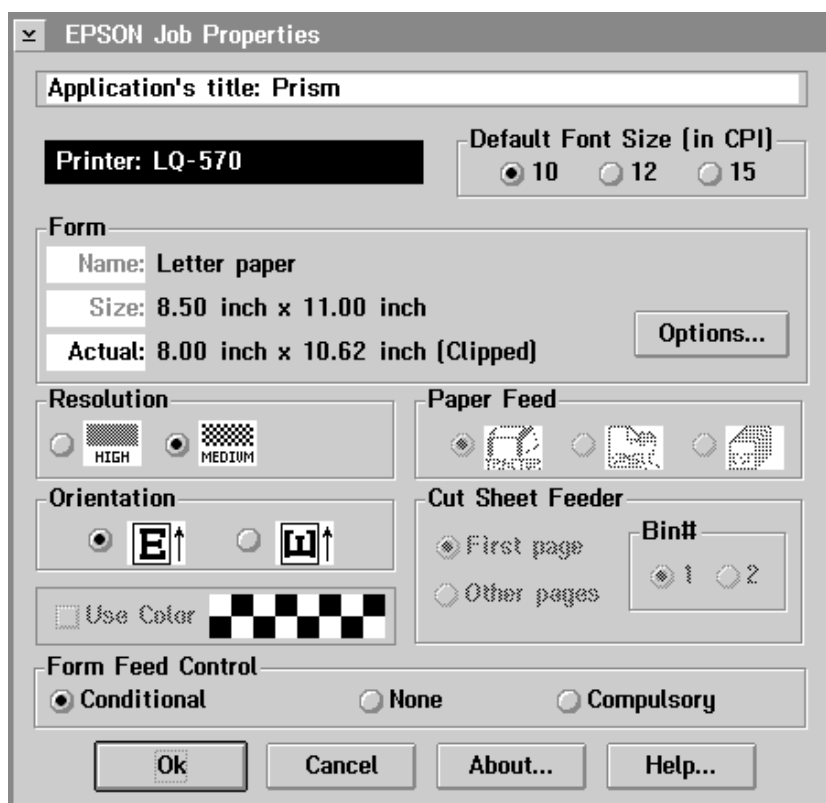 EPSON Job Properties
Application's title: Prism
Printer: LQ-570
Default Font Size (in CPI)
10 12 15
Form
Name: Letter paper
Size: 8.50 inch x 11.00 inch
Actual: 8.00 inch x 10.62 inch (Clipped)
Options...
Resolution
HIGH MEDIUM
Paper Feed
Orientation
E E
Cut Sheet Feeder
First page
Other pages
Bin#
1 2
Use Color
Form Feed Control
Conditional None Compulsory
Ok Cancel About... Help...